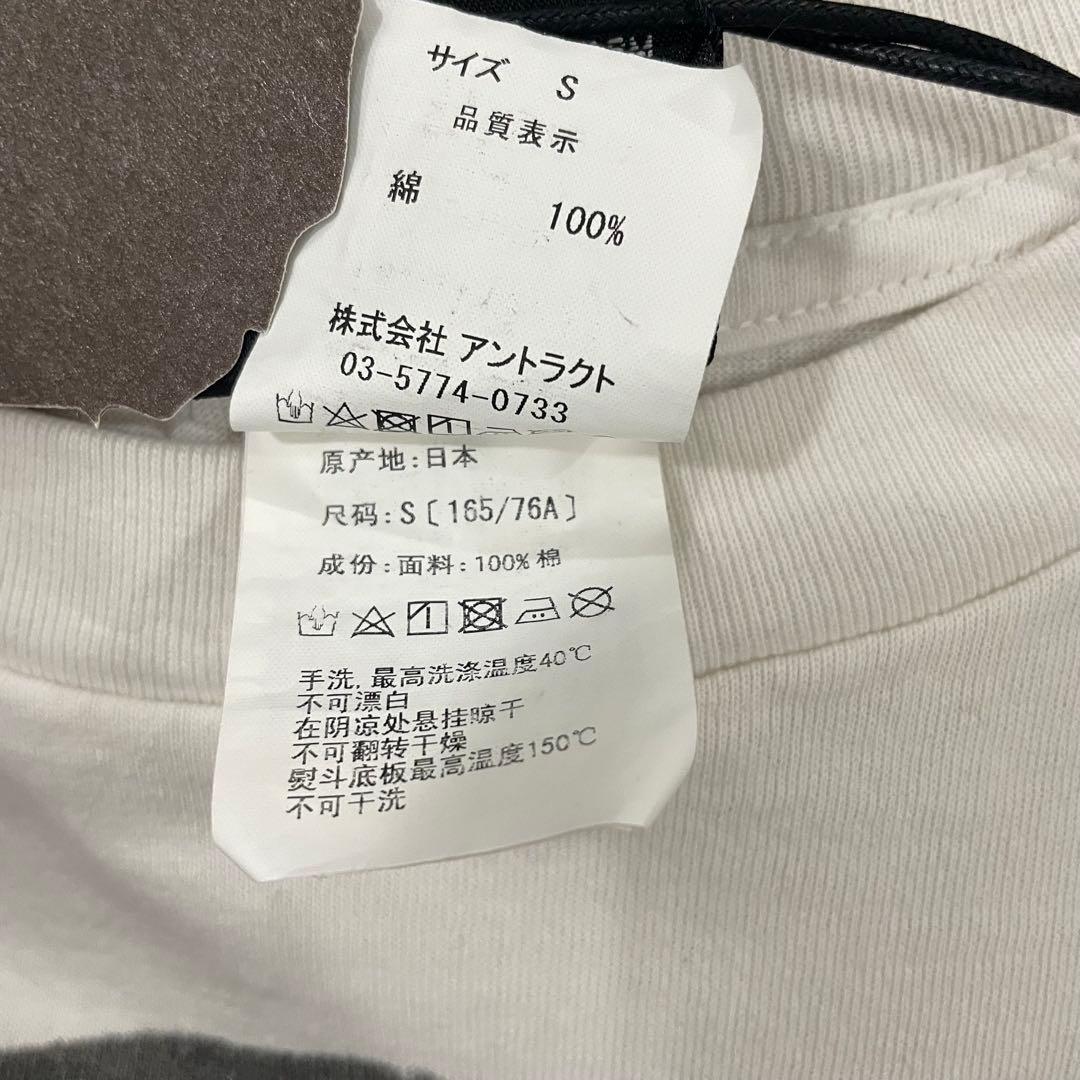 サイズ S
品質表示
綿 100%
株式会社 アントラクト
03-5774-0733
原产地:日本
尺码:S〔165/76A〕
成份:面料:100% 棉
手洗,最高洗涤温度40℃
不可漂白
在阴凉处悬挂晾干
不可翻转干燥
熨斗底板最高温度150℃
不可干洗